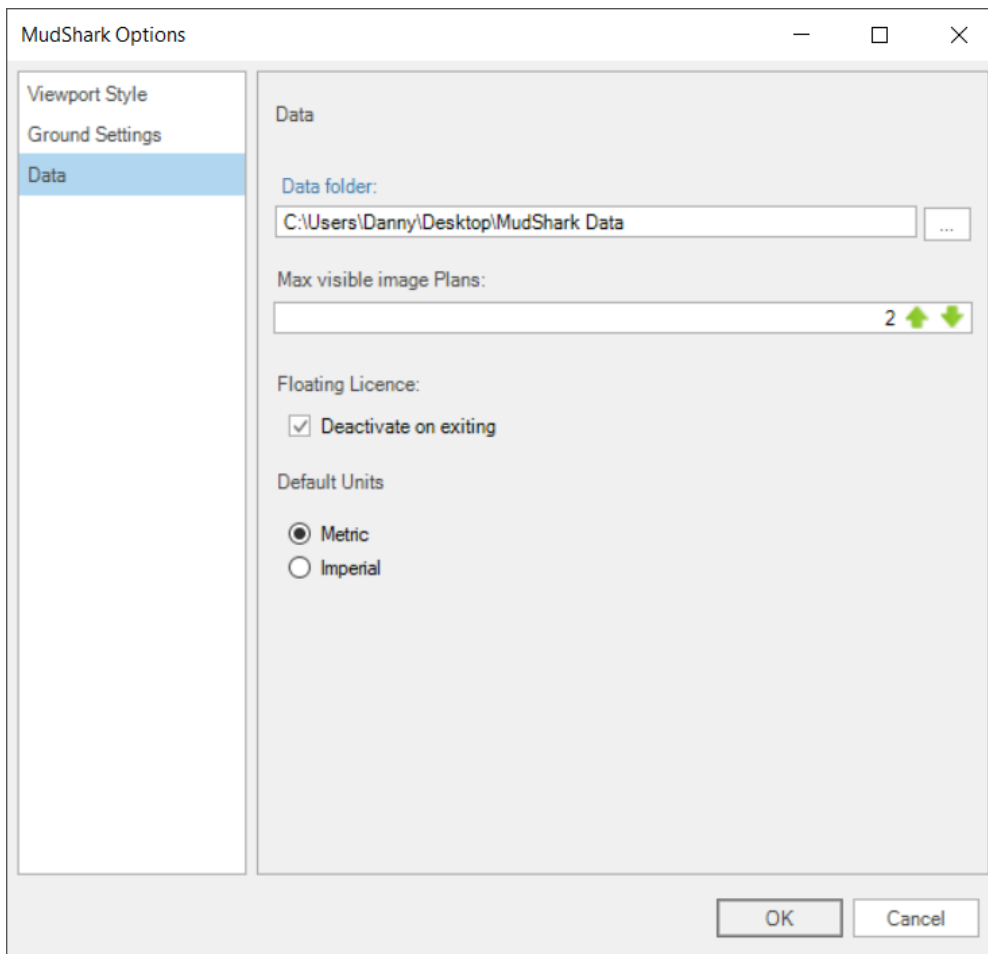 MudShark Options
Viewport Style
Ground Settings
Data
Data
Data folder:
C:\Users\Danny\Desktop\MudShark Data
...
Max visible image Plans:
2
Floating Licence:
Deactivate on exiting
Default Units
Metric
Imperial
OK
Cancel